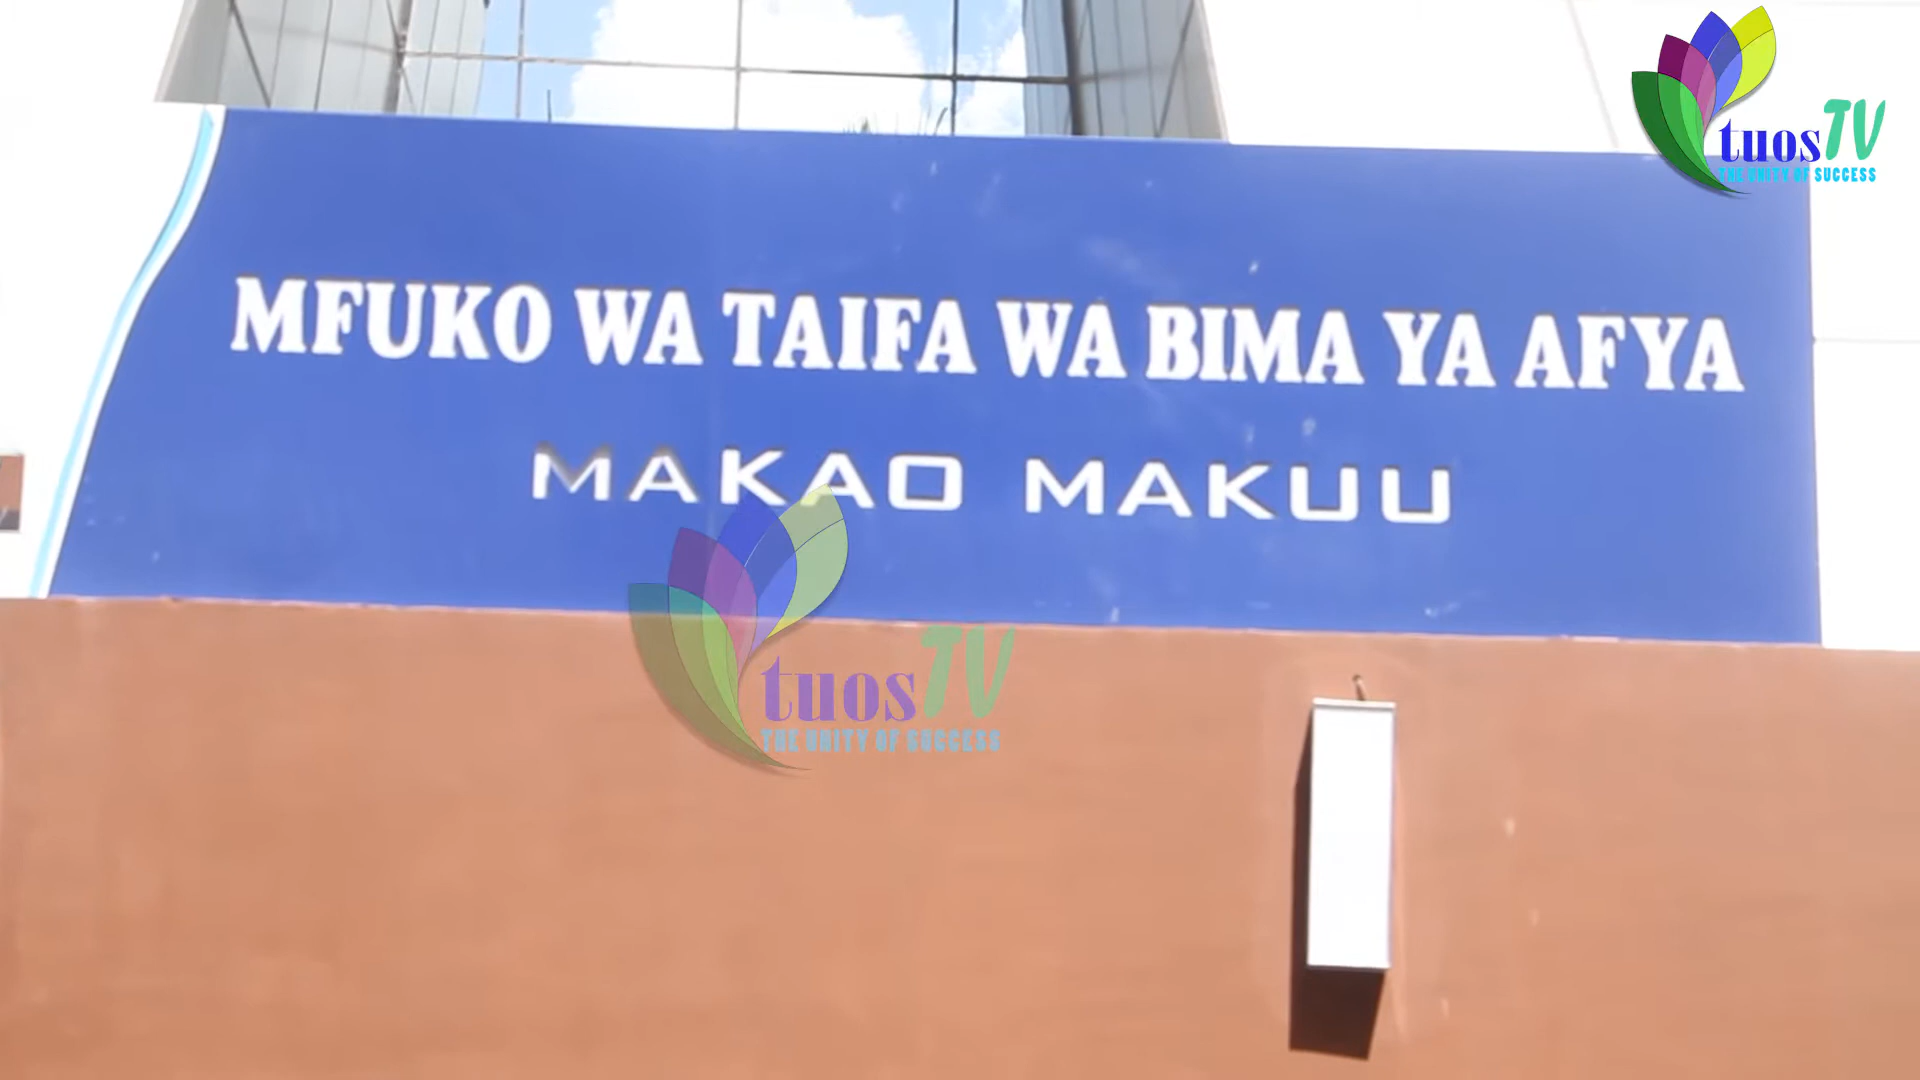 tuosTV
THE UNITY OF SUCCESS
MFUKO WA TAIFA WA BIMA YA AFYA
MAKAO MAKUU
tuosTV
THE UNITY OF SUCCESS